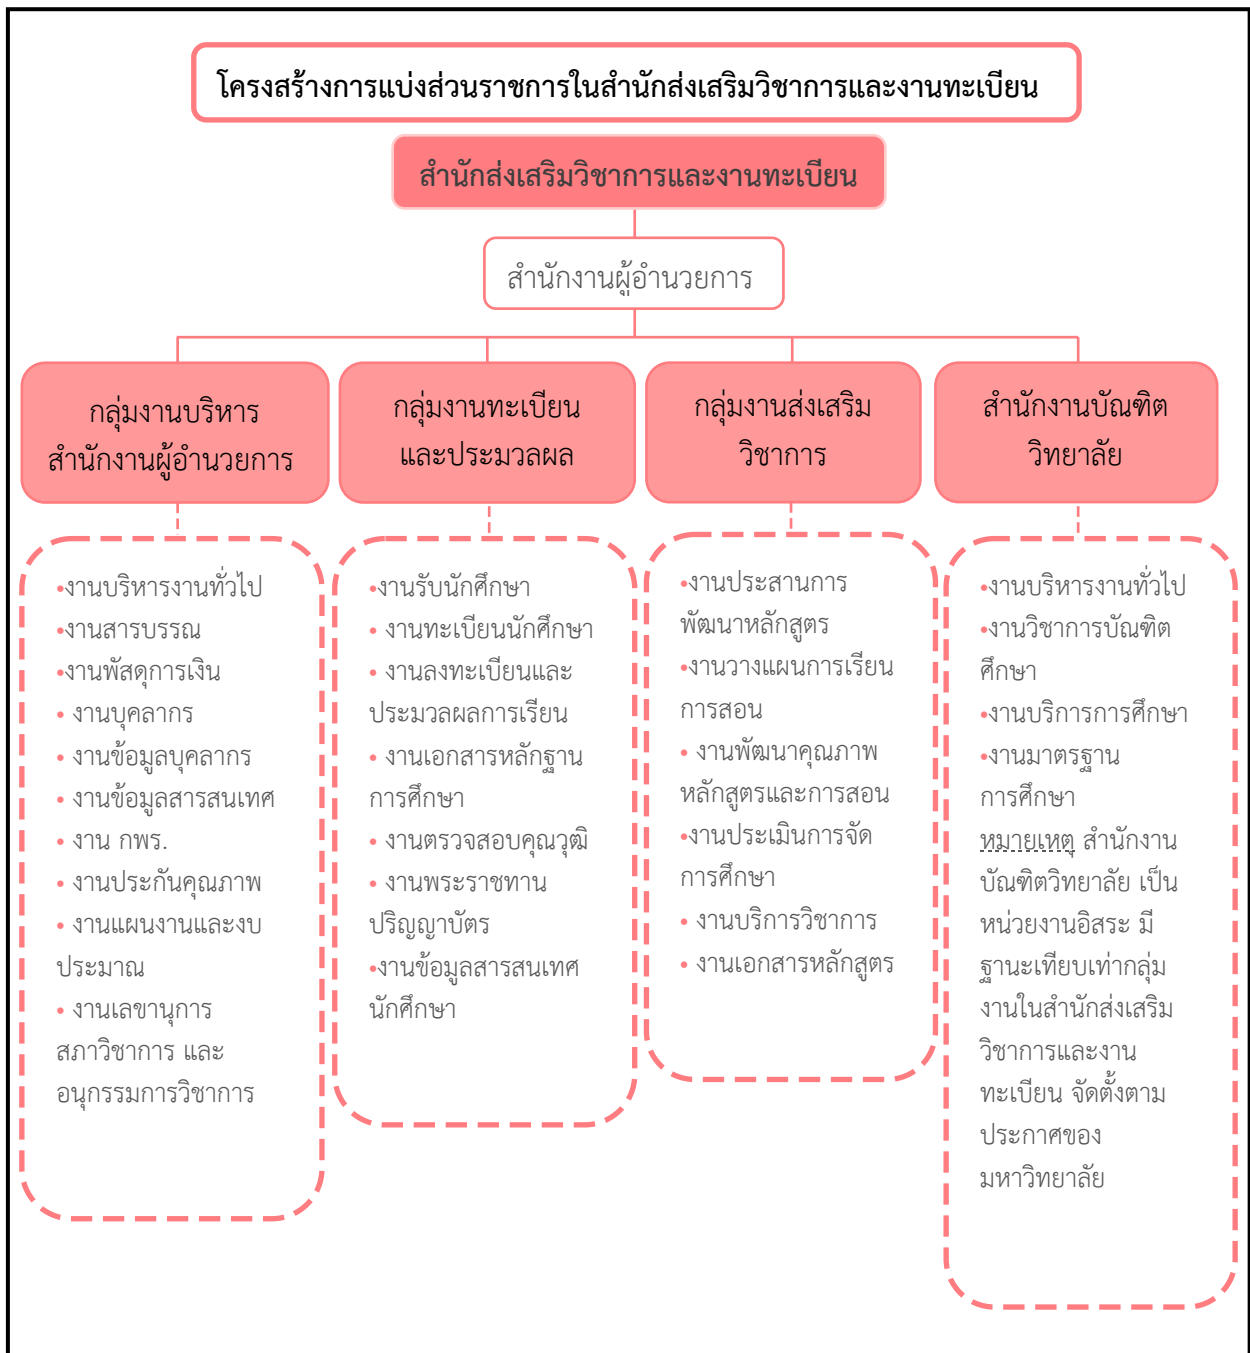 โครงสร้างการแบ่งส่วนราชการในสำนักส่งเสริมวิชาการและงานทะเบียน
สำนักส่งเสริมวิชาการและงานทะเบียน
สำนักงานผู้อำนวยการ
กลุ่มงานบริหาร
สำนักงานผู้อำนวยการ
•งานบริหารงานทั่วไป
•งานสารบรรณ
•งานพัสดุการเงิน
• งานบุคลากร
• งานข้อมูลบุคลากร
• งานข้อมูลสารสนเทศ
• งาน กพร.
• งานประกันคุณภาพ
• งานแผนงานและงบ
ประมาณ
• งานเลขานุการ
สภาวิชาการ และ
อนุกรรมการวิชาการ
กลุ่มงานทะเบียน
และประมวลผล
•งานรับนักศึกษา
• งานทะเบียนนักศึกษา
• งานลงทะเบียนและ
ประมวลผลการเรียน
• งานเอกสารหลักฐาน
การศึกษา
• งานตรวจสอบคุณวุฒิ
• งานพระราชทาน
ปริญญาบัตร
•งานข้อมูลสารสนเทศ
นักศึกษา
กลุ่มงานส่งเสริม
วิชาการ
•งานประสานการ
พัฒนาหลักสูตร
•งานวางแผนการเรียน
การสอน
• งานพัฒนาคุณภาพ
หลักสูตรและการสอน
•งานประเมินการจัด
การศึกษา
• งานบริการวิชาการ
• งานเอกสารหลักสูตร
สำนักงานบัณฑิต
วิทยาลัย
•งานบริหารงานทั่วไป
•งานวิชาการบัณฑิต
ศึกษา
•งานบริการการศึกษา
•งานมาตรฐาน
การศึกษา
หมายเหตุ สำนักงาน
บัณฑิตวิทยาลัย เป็น
หน่วยงานอิสระ มี
ฐานะเทียบเท่ากลุ่ม
งานในสำนักส่งเสริม
วิชาการและงาน
ทะเบียน จัดตั้งตาม
ประกาศของ
มหาวิทยาลัย